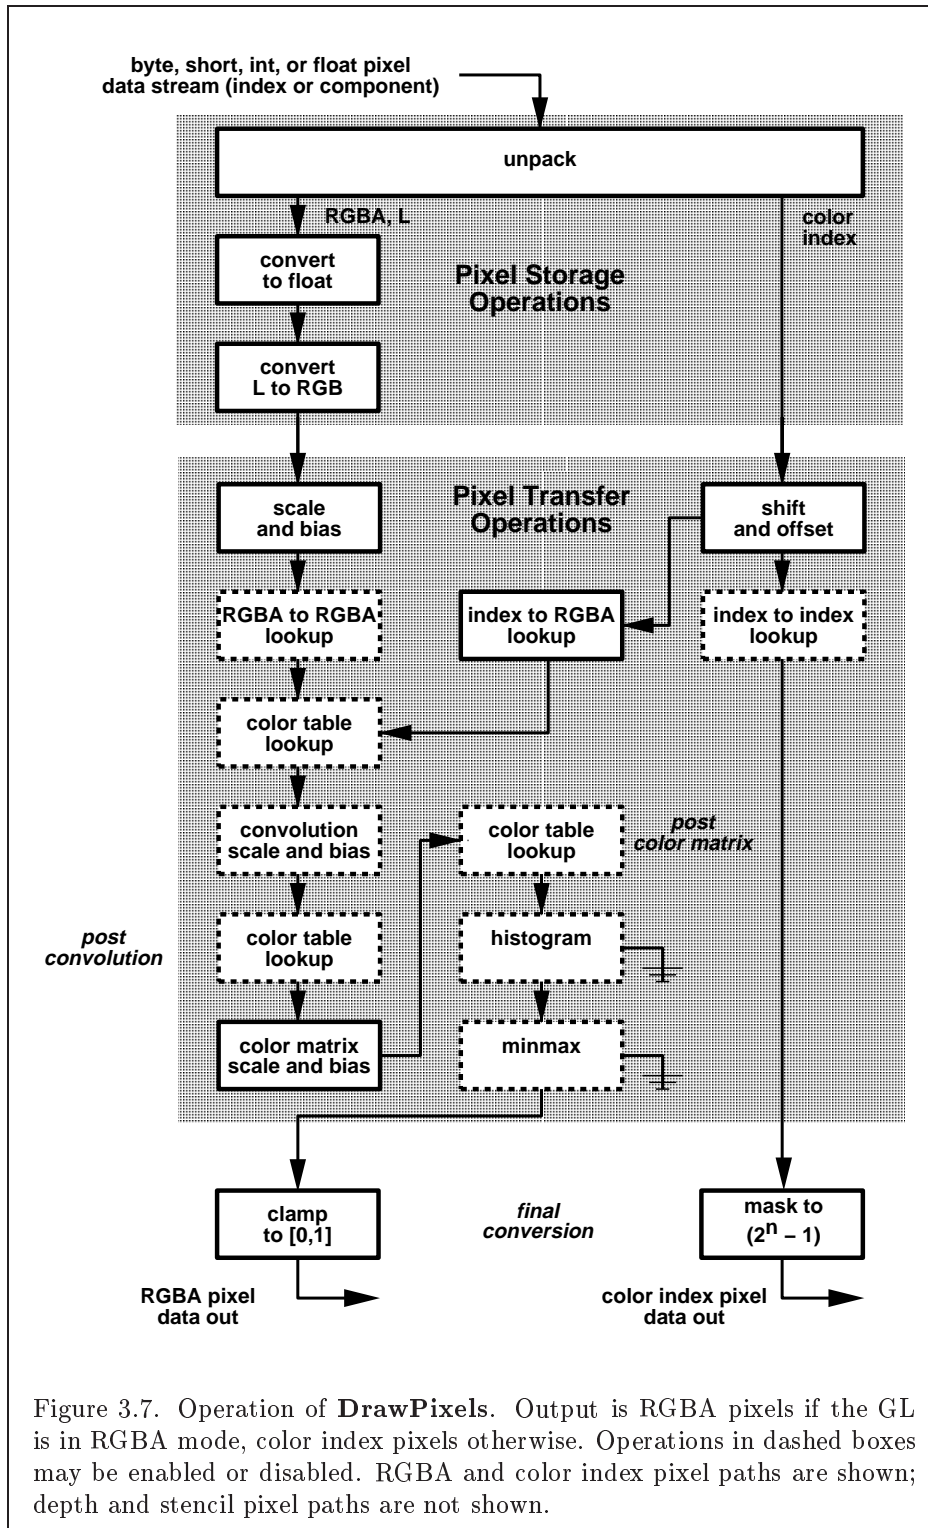 byte, short, int, or float pixel
data stream (index or component)
unpack
RGBA, L
color
index
convert
to float
Pixel Storage
Operations
convert
L to RGB
scale
and bias
Pixel Transfer
Operations
shift
and offset
RGBA to RGBA
lookup
index to RGBA
lookup
index to index
lookup
color table
lookup
convolution
scale and bias
color table
lookup
post
color matrix
post
convolution
color table
lookup
histogram
color matrix
scale and bias
minmax
clamp
to [0,1]
final
conversion
mask to
(2^n − 1)
RGBA pixel
data out
color index pixel
data out
Figure 3.7. Operation of DrawPixels. Output is RGBA pixels if the GL
is in RGBA mode, color index pixels otherwise. Operations in dashed boxes
may be enabled or disabled. RGBA and color index pixel paths are shown;
depth and stencil pixel paths are not shown.